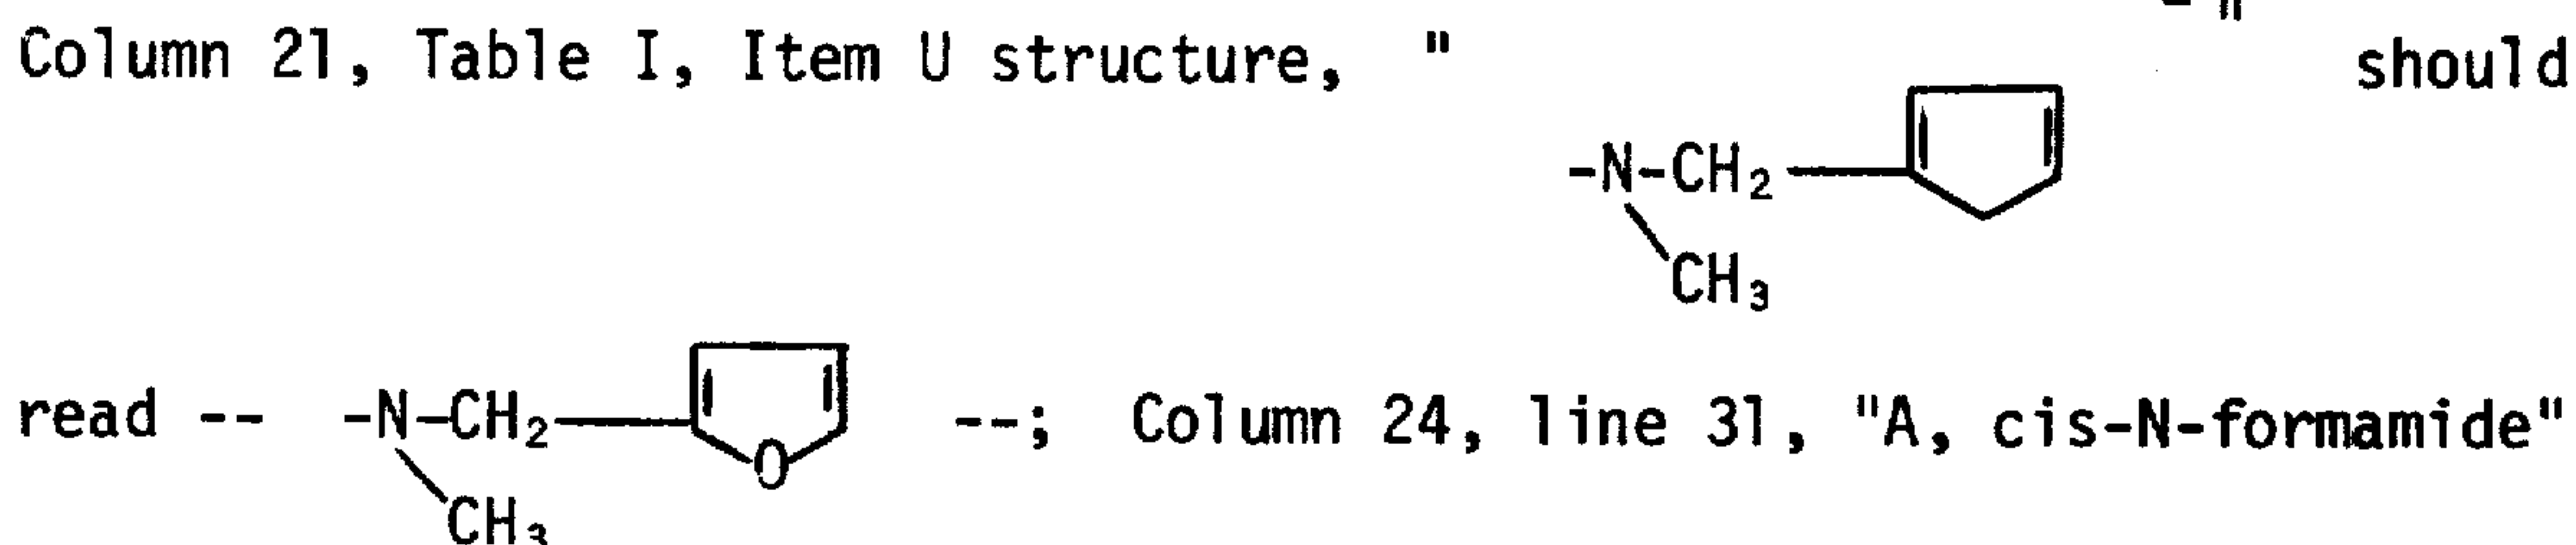 Column 21, Table I, Item U structure, " " should
-N-CH₂
CH₃
read -- -N-CH₂ --; Column 24, line 31, "A, cis-N-formamide"
O
CH₃